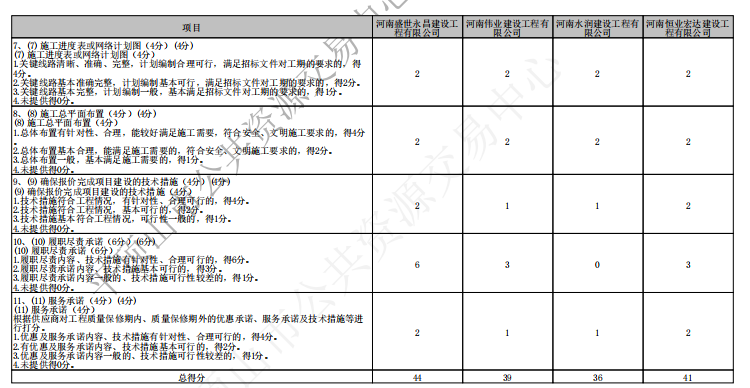 项目
河南盛世永昌建设工程有限公司
河南伟业建设工程有限公司
河南水润建设工程有限公司
河南恒业宏达建设工程有限公司
7、(7) 施工进度表或网络计划图（4分）(4分)
(7) 施工进度表或网络计划图（4分）
1.关键线路清晰、准确、完整，计划编制合理可行，满足招标文件对工期的要求的，得
4分。
2.关键线路基本准确完整，计划编制基本可行，满足招标文件对工期的要求的，得2分。
3.关键线路基本完整，计划编制一般，基本满足招标文件对工期的要求的，得1分。
4.未提供得0分。
2 2 2 2
8、(8) 施工总平面布置（4分）(4分)
(8) 施工总平面布置（4分）
1.总体布置有针对性、合理，能较好满足施工需要，符合安全、文明施工要求的，得4分
。
2.总体布置基本合理，能满足施工需要的，符合安全、文明施工要求的，得2分。
3.总体布置一般，基本满足施工需要的，得1分。
4.未提供得0分。
2 2 2 2
9、(9) 确保报价完成项目建设的技术措施（4分）(4分)
(9) 确保报价完成项目建设的技术措施（4分）
1.技术措施符合工程情况，有针对性、合理可行的，得4分。
2.技术措施符合工程情况，基本可行的，得2分。
3.技术措施基本符合工程情况，可行性一般的，得1分。
4.未提供得0分。
2 1 1 2
10、(10) 履职尽责承诺（6分）(6分)
(10) 履职尽责承诺（6分）
1.履职尽责内容、技术措施有针对性、合理可行的，得6分。
2.履职尽责承诺内容、技术措施基本可行的，得3分。
3.履职尽责承诺内容一般的、技术措施可行性较差的，得1分。
4.未提供得0分。
6 3 0 3
11、(11) 服务承诺（4分）(4分)
(11) 服务承诺（4分）
根据供应商对工程质量保修期内、质量保修期外的优惠承诺、服务承诺及技术措施等进
行打分。
1.优惠及服务承诺内容、技术措施有针对性、合理可行的，得4分。
2.有优惠及服务承诺内容、技术措施基本可行的，得2分。
3.优惠及服务承诺内容一般的、技术措施可行性较差的，得1分。
4.未提供得0分。
2 1 1 2
总得分 44 39 36 41
平顶山市公共资源交易中心